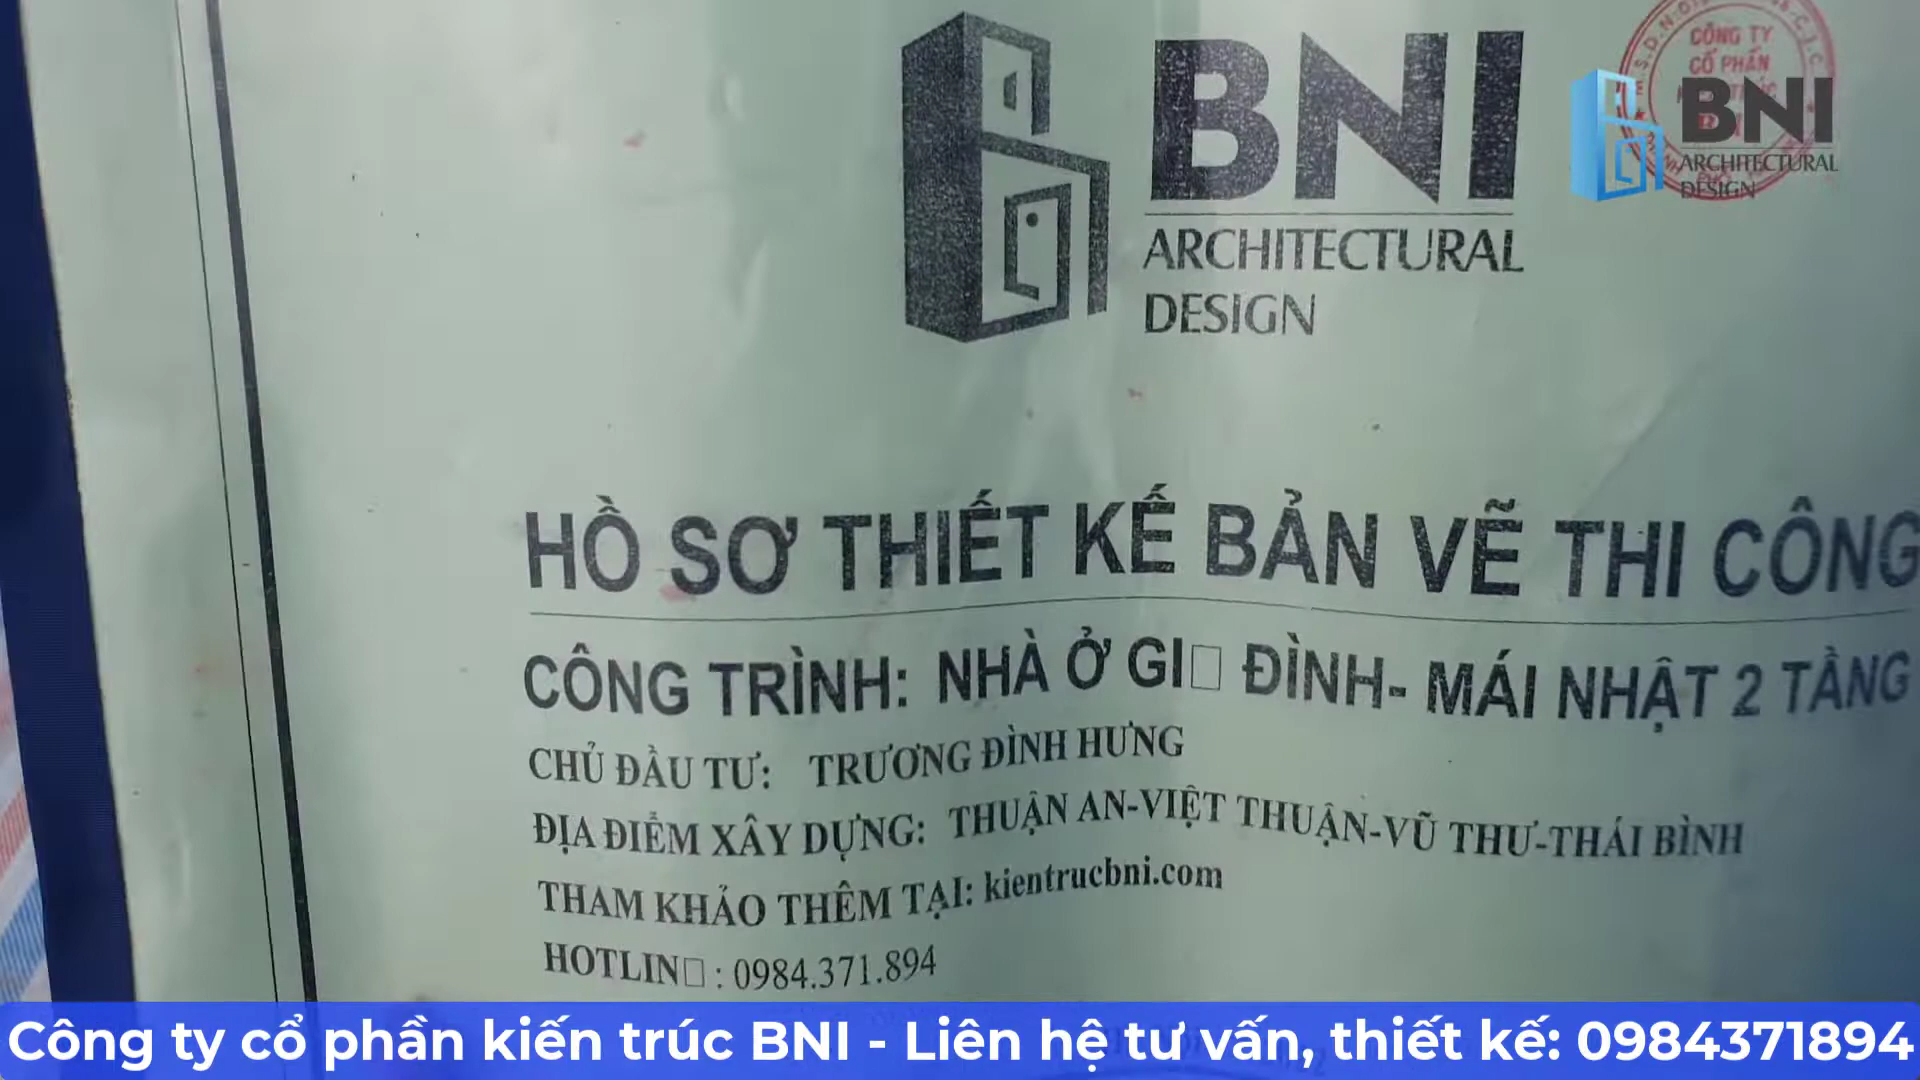 BNI
ARCHITECTURAL
DESIGN
CÔNG TY
CỔ PHẦN
BNI
ARCHITECTURAL
DESIGN
HỒ SƠ THIẾT KẾ BẢN VẼ THI CÔNG
CÔNG TRÌNH: NHÀ Ở GI□ ĐÌNH- MÁI NHẬT 2 TẦNG
CHỦ ĐẦU TƯ: TRƯƠNG ĐÌNH HƯNG
ĐỊA ĐIỂM XÂY DỰNG: THUẬN AN-VIỆT THUẬN-VŨ THƯ-THÁI BÌNH
THAM KHẢO THÊM TẠI: kientrucbni.com
HOTLIN□ : 0984.371.894
Công ty cổ phần kiến trúc BNI - Liên hệ tư vấn, thiết kế: 0984371894